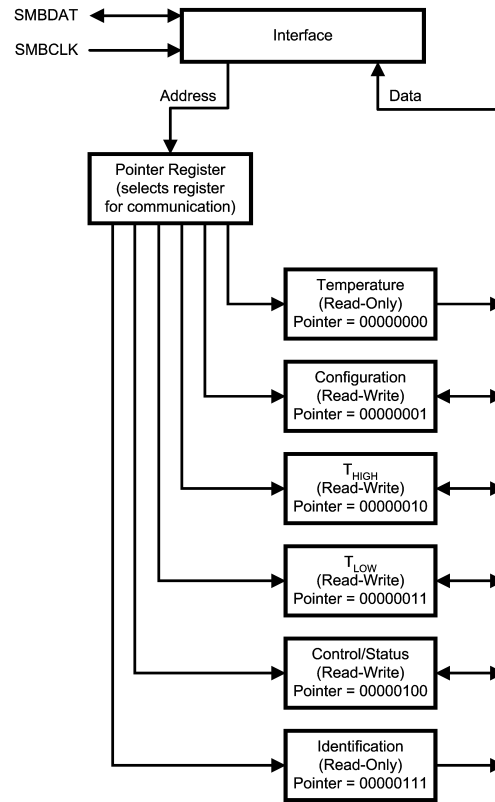 SMBDAT
SMBCLK
Interface
Address
Data
Pointer Register
(selects register
for communication)
Temperature
(Read-Only)
Pointer = 00000000
Configuration
(Read-Write)
Pointer = 00000001
THIGH
(Read-Write)
Pointer = 00000010
TLOW
(Read-Write)
Pointer = 00000011
Control/Status
(Read-Write)
Pointer = 00000100
Identification
(Read-Only)
Pointer = 00000111